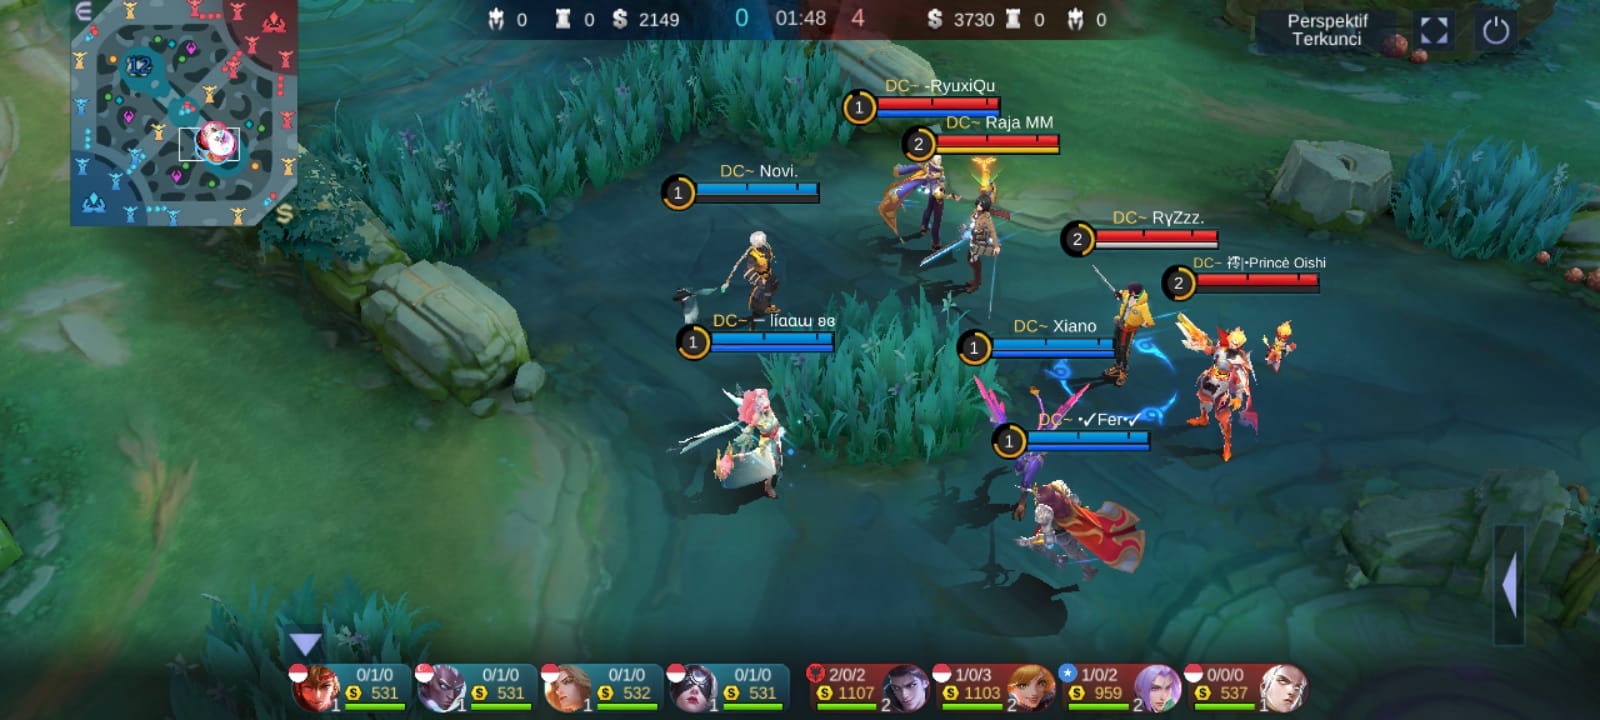 0 0 2149 0 01:48 4 3730 0 0
Perspektif
Terkunci
12
DC~ -RyuxiQu
1
DC~ Raja MM
2
DC~ Novi.
1
DC~ RyZzz.
2
DC~ |•Princè Oishi
2
DC~
1
DC~ Xiano
1
DC~ •✓Fer•✓
1
0/1/0 0/1/0 0/1/0 0/1/0 2/0/2 1/0/3 1/0/2 0/0/0
531 531 532 531 1107 1103 959 537
1 1 1 1 2 2 2 1